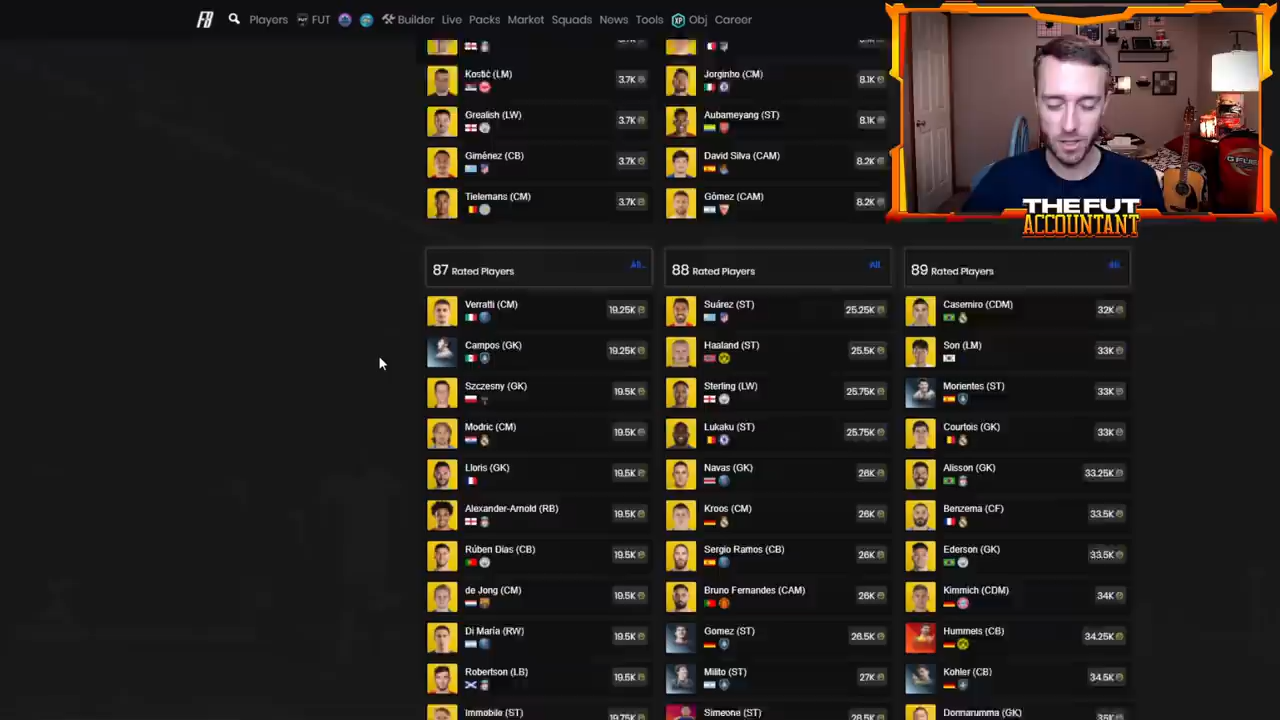 FB Players FUT Builder Live Packs Market Squads News Tools XP Obj Career
Kostić (LM) 3.7K
Grealish (LW) 3.7K
Giménez (CB) 3.7K
Tielemans (CM) 3.7K
Jorginho (CM) 8.1K
Aubameyang (ST) 8.1K
David Silva (CAM) 8.2K
Gómez (CAM) 8.2K
THE FUT
ACCOUNTANT
G FUEL
87 Rated Players All..
Verratti (CM) 19.25K
Campos (GK) 19.25K
Szczesny (GK) 19.5K
Modric (CM) 19.5K
Lloris (GK) 19.5K
Alexander-Arnold (RB) 19.5K
Rúben Dias (CB) 19.5K
de Jong (CM) 19.5K
Di María (RW) 19.5K
Robertson (LB) 19.5K
Immobile (ST) 19.75K
88 Rated Players All..
Suárez (ST) 25.25K
Haaland (ST) 25.5K
Sterling (LW) 25.75K
Lukaku (ST) 25.75K
Navas (GK) 26K
Kroos (CM) 26K
Sergio Ramos (CB) 26K
Bruno Fernandes (CAM) 26K
Gomez (ST) 26.5K
Milito (ST) 27K
Simeone (ST) 28.5K
89 Rated Players All..
Casemiro (CDM) 32K
Son (LM) 33K
Morientes (ST) 33K
Courtois (GK) 33K
Alisson (GK) 33.25K
Benzema (CF) 33.5K
Ederson (GK) 33.5K
Kimmich (CDM) 34K
Hummels (CB) 34.25K
Kohler (CB) 34.5K
Donnarumma (GK) 35K